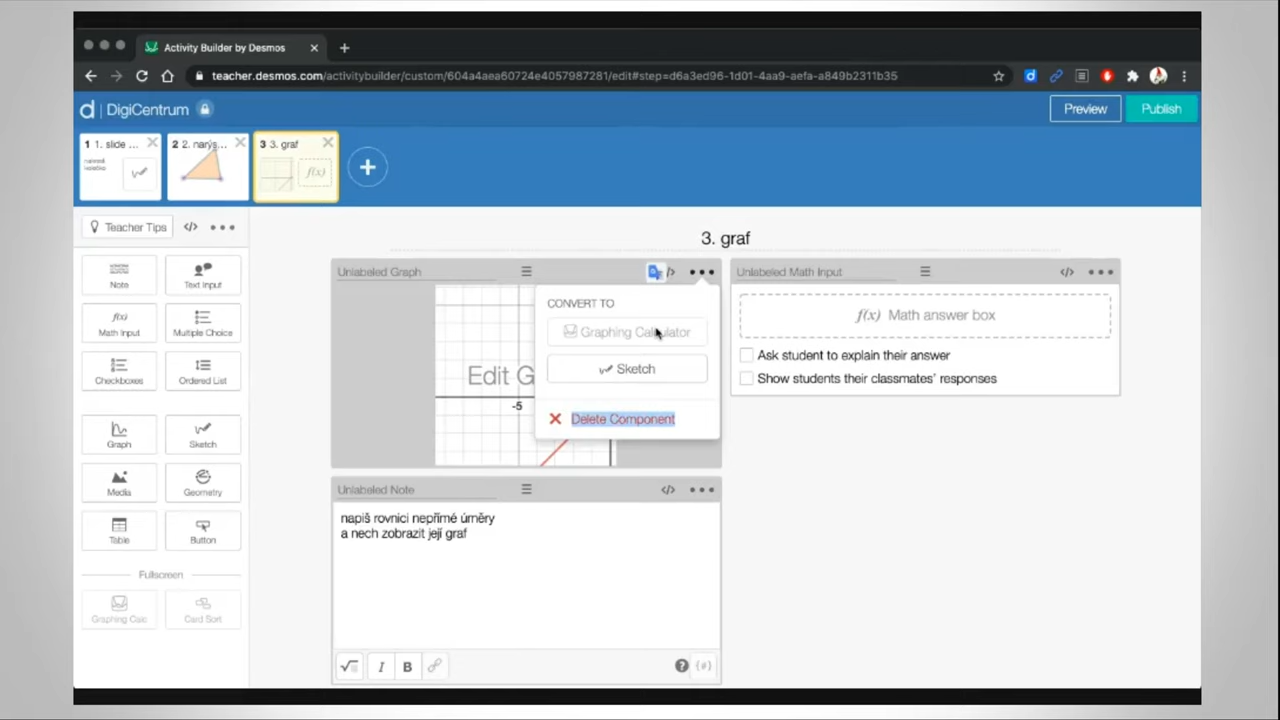 Activity Builder by Desmos
teacher.desmos.com/activitybuilder/custom/604a4aea60724e4057987281/edit#step=d6a3ed96-1d01-4aa9-aefa-a849b2311b35
d | DigiCentrum
Preview
Publish
1 1. slide ...
2 2. narýs...
3 3. graf
f(x)
Teacher Tips
</>
Note
Text Input
f(x)
Math Input
Multiple Choice
Checkboxes
Ordered List
Graph
Sketch
Media
Geometry
Table
Button
Fullscreen
Graphing Calc
Card Sort
3. graf
Unlabeled Graph
CONVERT TO
Graphing Calculator
Sketch
Delete Component
Edit G
-5
Unlabeled Math Input
</>
f(x) Math answer box
Ask student to explain their answer
Show students their classmates' responses
Unlabeled Note
</>
napiš rovnici nepřímé úměry
a nech zobrazit její graf
I
B